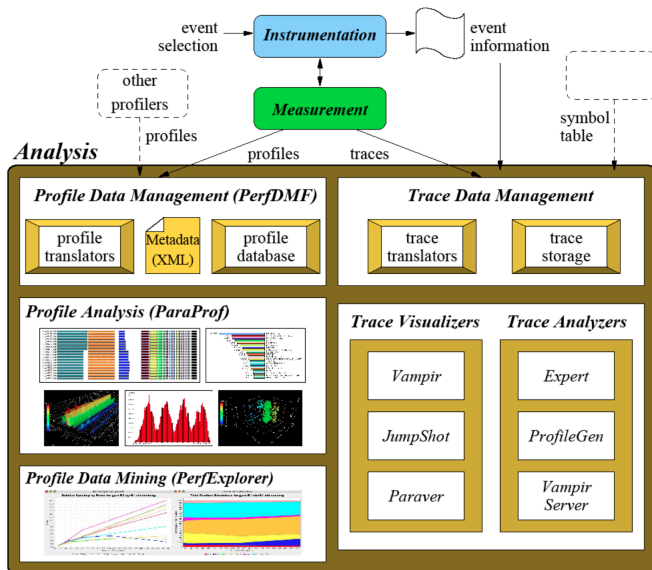 event
selection
Instrumentation
event
information
other
profilers
Measurement
symbol
table
profiles
Analysis
profiles
traces
Profile Data Management (PerfDMF)
Trace Data Management
profile
translators
Metadata
(XML)
profile
database
trace
translators
trace
storage
Profile Analysis (ParaProf)
Trace Visualizers
Trace Analyzers
Vampir
Expert
JumpShot
ProfileGen
Paraver
Vampir
Server
Profile Data Mining (PerfExplorer)